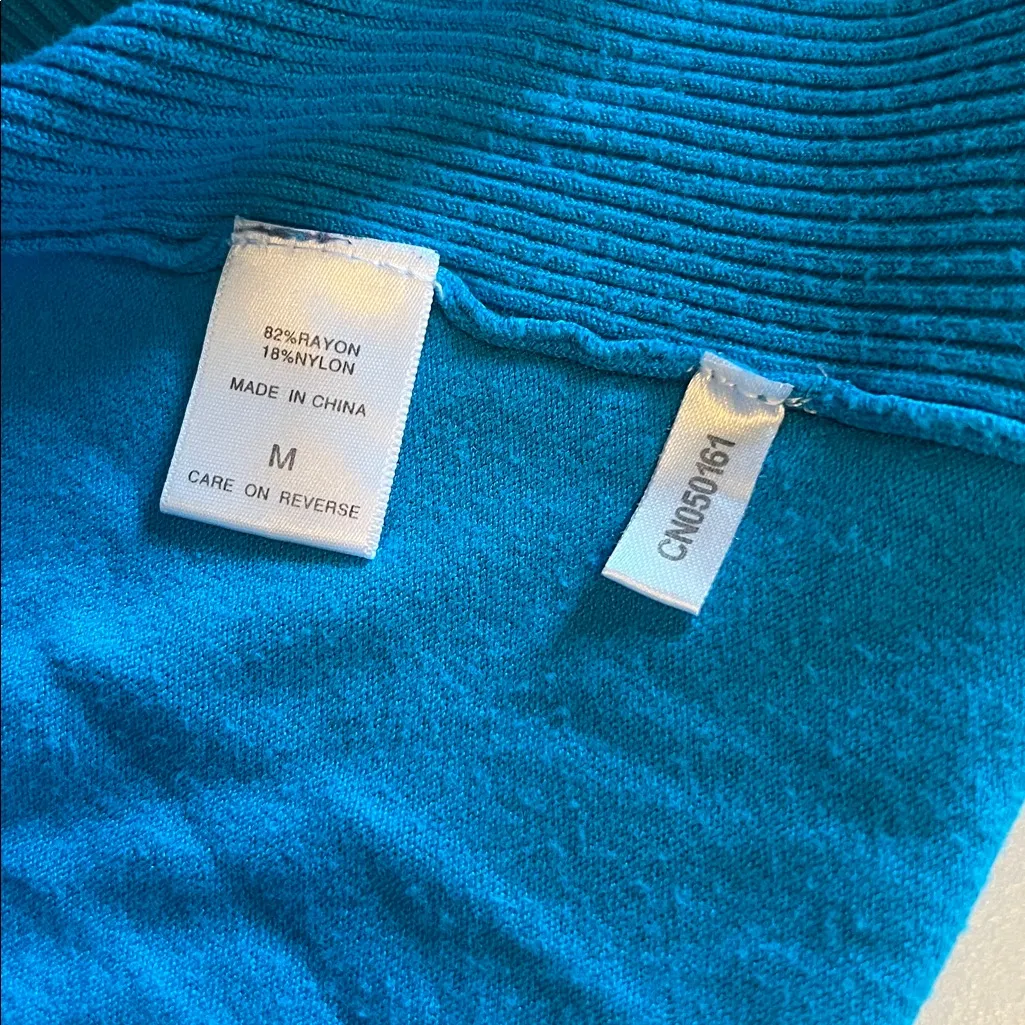 82%RAYON
18%NYLON
MADE IN CHINA
M
CARE ON REVERSE
CN050161